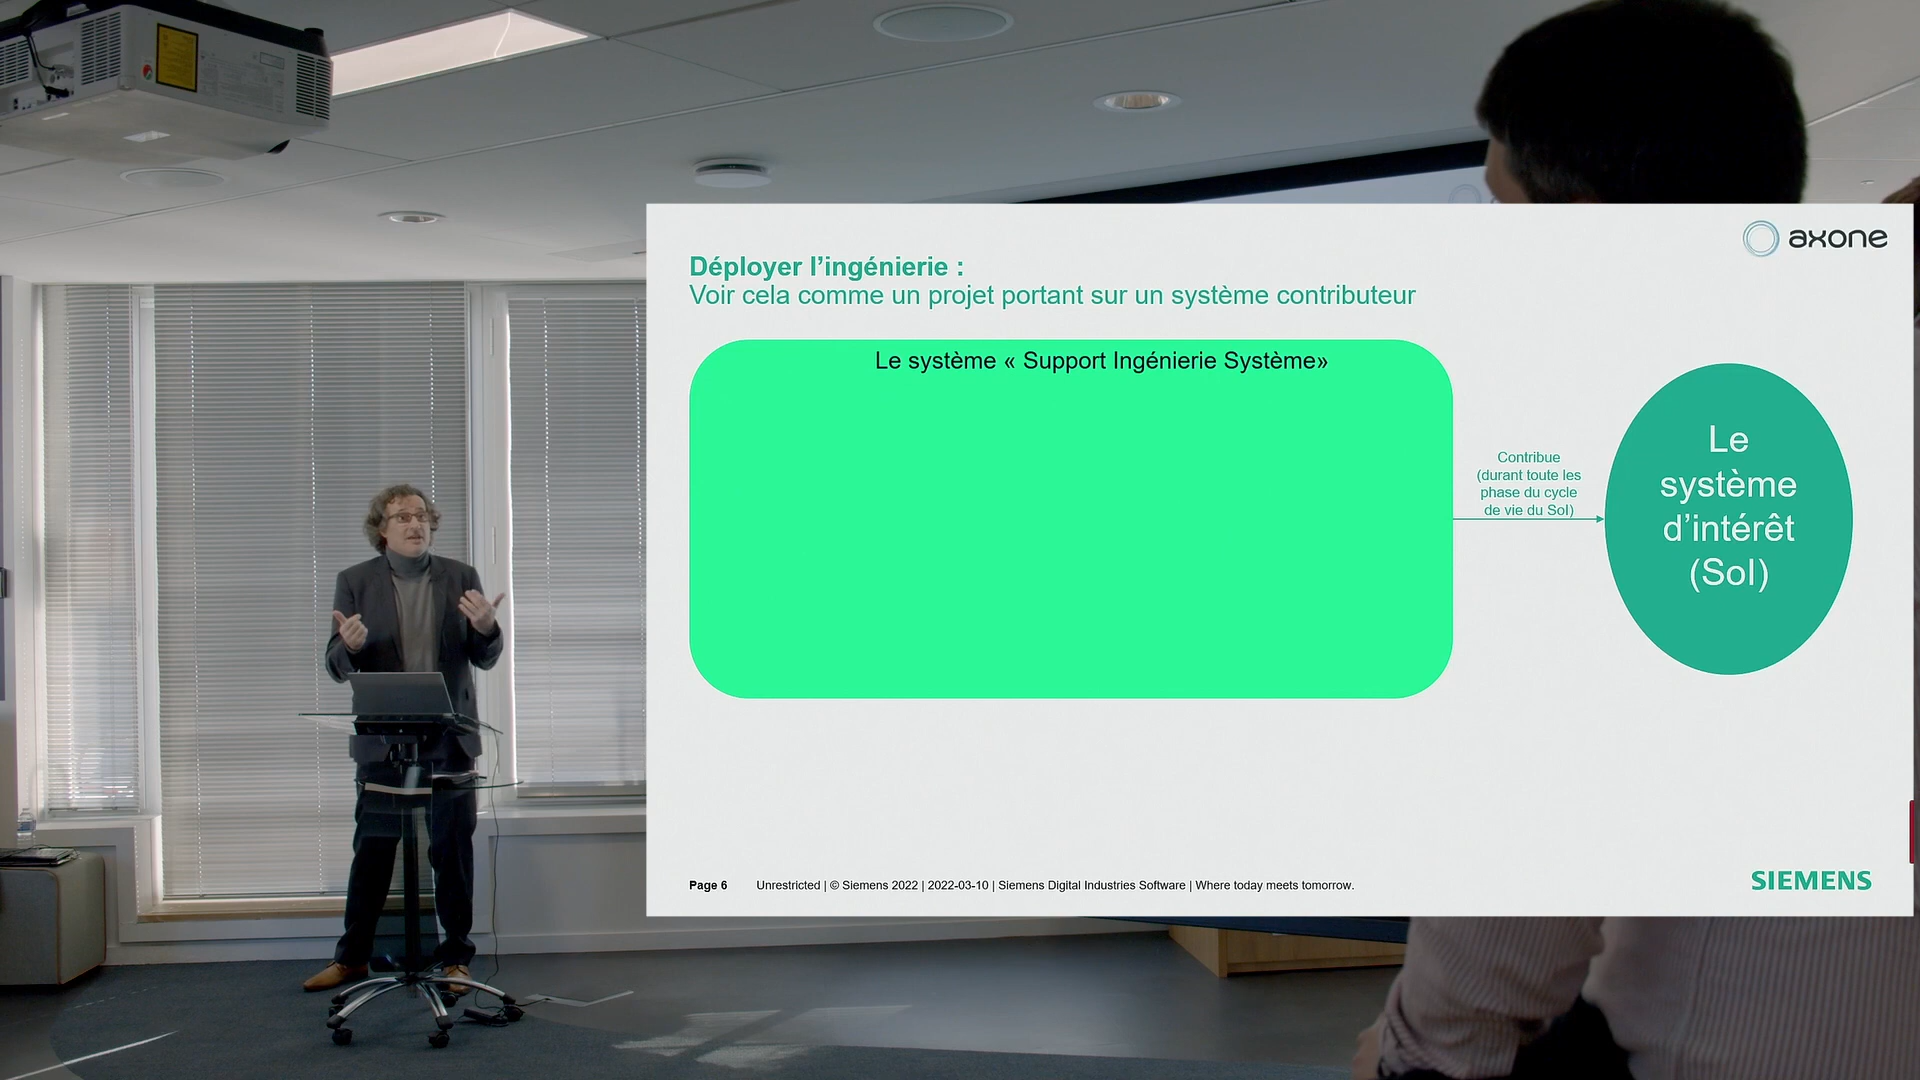 axone
Déployer l’ingénierie :
Voir cela comme un projet portant sur un système contributeur
Le système « Support Ingénierie Système»
Contribue
(durant toute les
phase du cycle
de vie du SoI)
Le
système
d’intérêt
(SoI)
Page 6 Unrestricted | © Siemens 2022 | 2022-03-10 | Siemens Digital Industries Software | Where today meets tomorrow.
SIEMENS